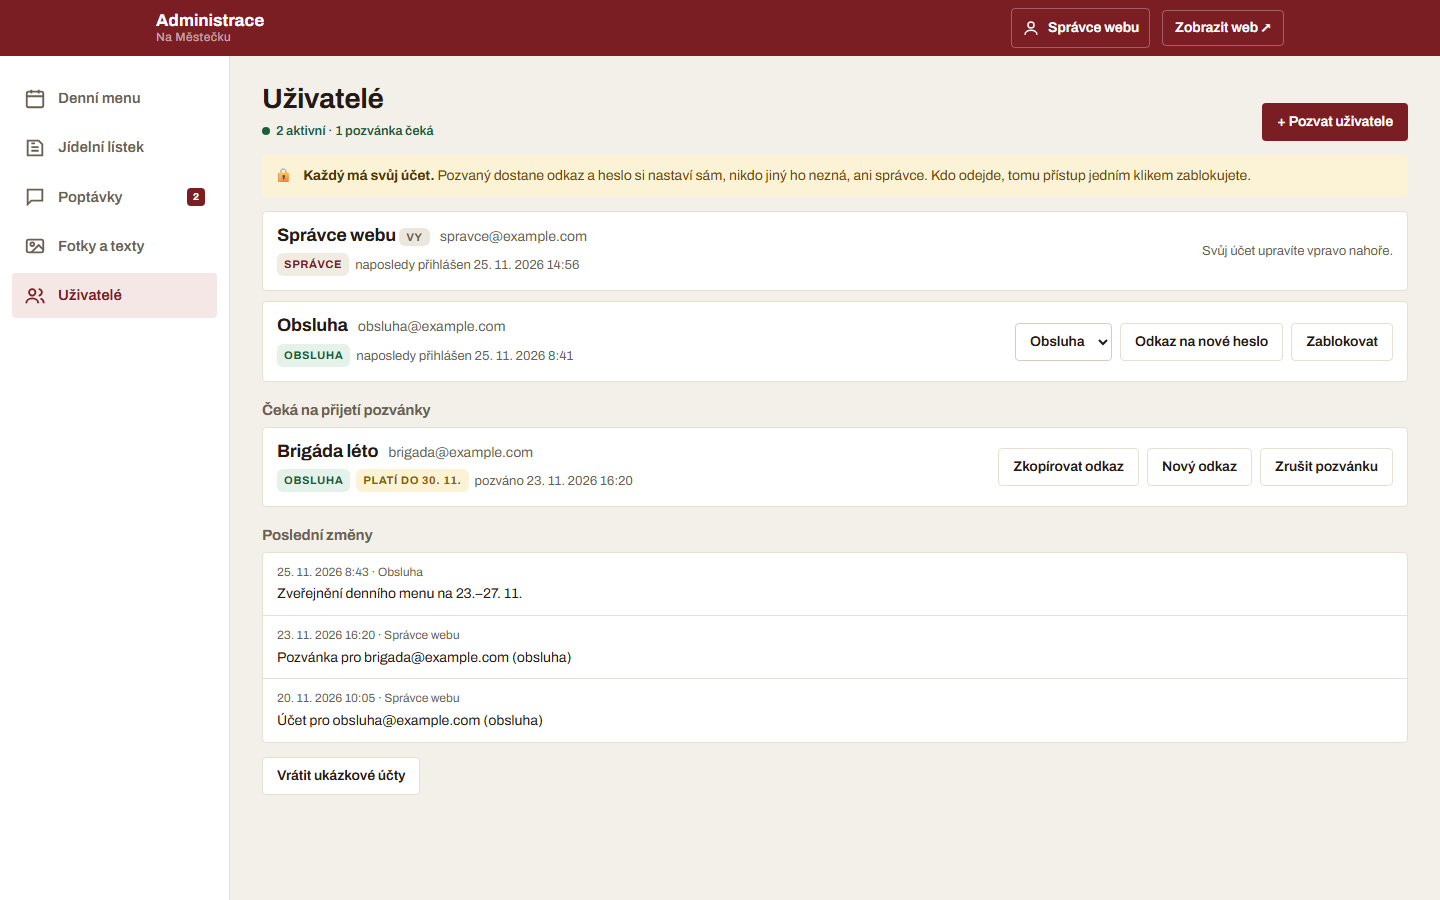 Administrace
Na Městečku
Správce webu
Zobrazit web ↗
Denní menu
Jídelní lístek
Poptávky 2
Fotky a texty
Uživatelé
Uživatelé
2 aktivní · 1 pozvánka čeká
+ Pozvat uživatele
Každý má svůj účet. Pozvaný dostane odkaz a heslo si nastaví sám, nikdo jiný ho nezná, ani správce. Kdo odejde, tomu přístup jedním klikem zablokujete.
Správce webu VY spravce@example.com
SPRÁVCE naposledy přihlášen 25. 11. 2026 14:56
Svůj účet upravíte vpravo nahoře.
Obsluha obsluha@example.com
OBSLUHA naposledy přihlášen 25. 11. 2026 8:41
Obsluha
Odkaz na nové heslo
Zablokovat
Čeká na přijetí pozvánky
Brigáda léto brigada@example.com
OBSLUHA PLATÍ DO 30. 11. pozváno 23. 11. 2026 16:20
Zkopírovat odkaz
Nový odkaz
Zrušit pozvánku
Poslední změny
25. 11. 2026 8:43 · Obsluha
Zveřejnění denního menu na 23.–27. 11.
23. 11. 2026 16:20 · Správce webu
Pozvánka pro brigada@example.com (obsluha)
20. 11. 2026 10:05 · Správce webu
Účet pro obsluha@example.com (obsluha)
Vrátit ukázkové účty